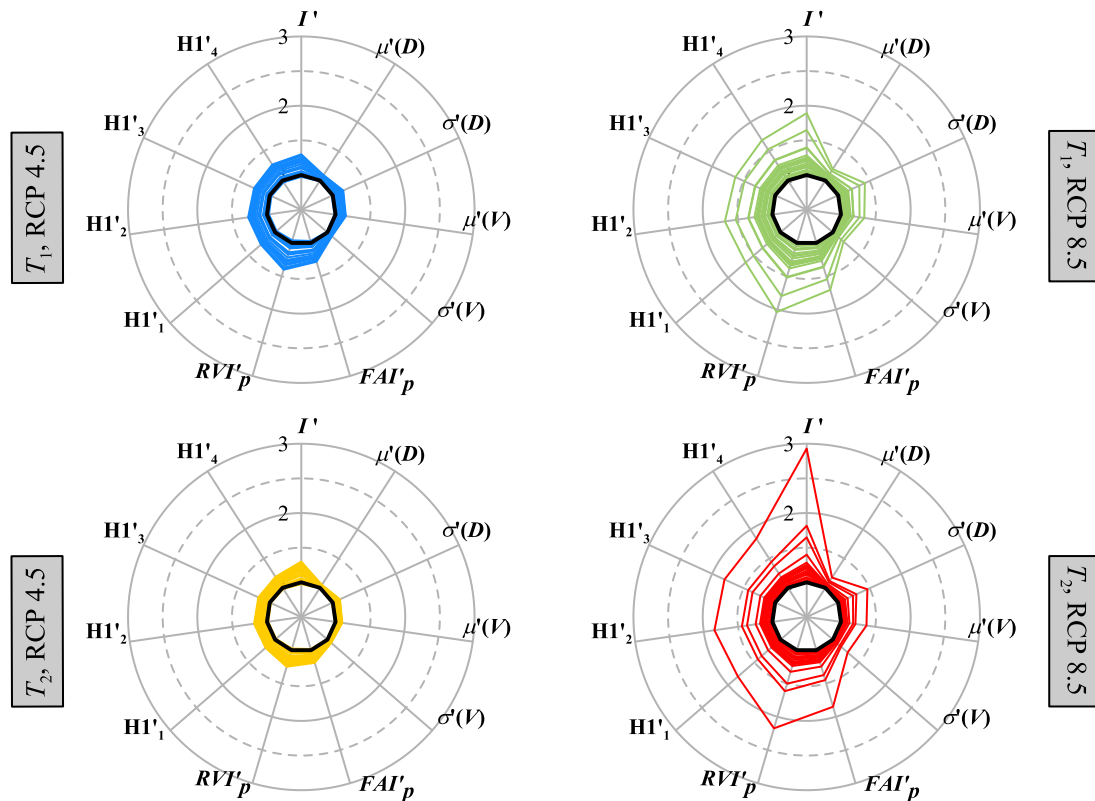 I'
3
2
μ'(D)
σ'(D)
μ'(V)
σ'(V)
FAI'p
RVI'p
H1'1
H1'2
H1'3
H1'4
T1, RCP 4.5
I'
3
2
μ'(D)
σ'(D)
μ'(V)
σ'(V)
FAI'p
RVI'p
H1'1
H1'2
H1'3
H1'4
T1, RCP 8.5
I'
3
2
μ'(D)
σ'(D)
μ'(V)
σ'(V)
FAI'p
RVI'p
H1'1
H1'2
H1'3
H1'4
T2, RCP 4.5
I'
3
2
μ'(D)
σ'(D)
μ'(V)
σ'(V)
FAI'p
RVI'p
H1'1
H1'2
H1'3
H1'4
T2, RCP 8.5